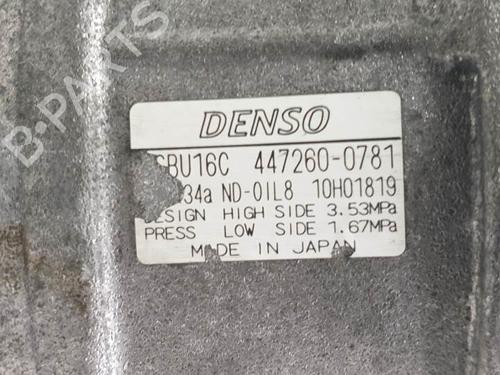 B-PARTS
DENSO
SBU16C 447260-0781
34a ND-OIL8 10H01819
DESIGN HIGH SIDE 3.53MPa
PRESS LOW SIDE 1.67MPa
MADE IN JAPAN